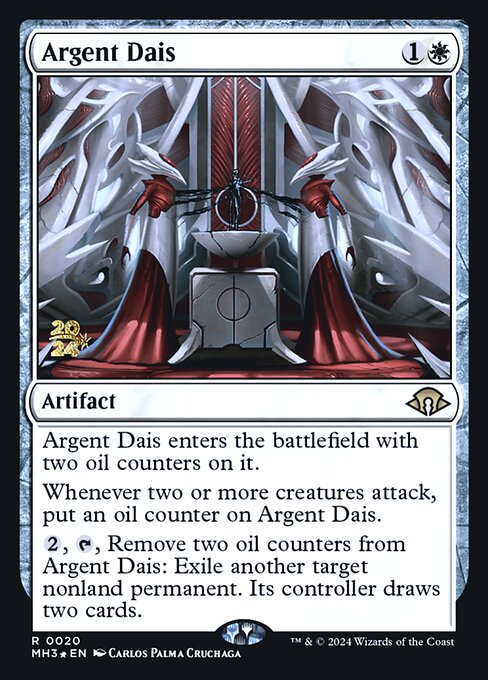 Argent Dais 1
20
24
Artifact
Argent Dais enters the battlefield with
two oil counters on it.
Whenever two or more creatures attack,
put an oil counter on Argent Dais.
2, , Remove two oil counters from
Argent Dais: Exile another target
nonland permanent. Its controller draws
two cards.
R 0020
MH3★EN CARLOS PALMA CRUCHAGA
™ & © 2024 Wizards of the Coast